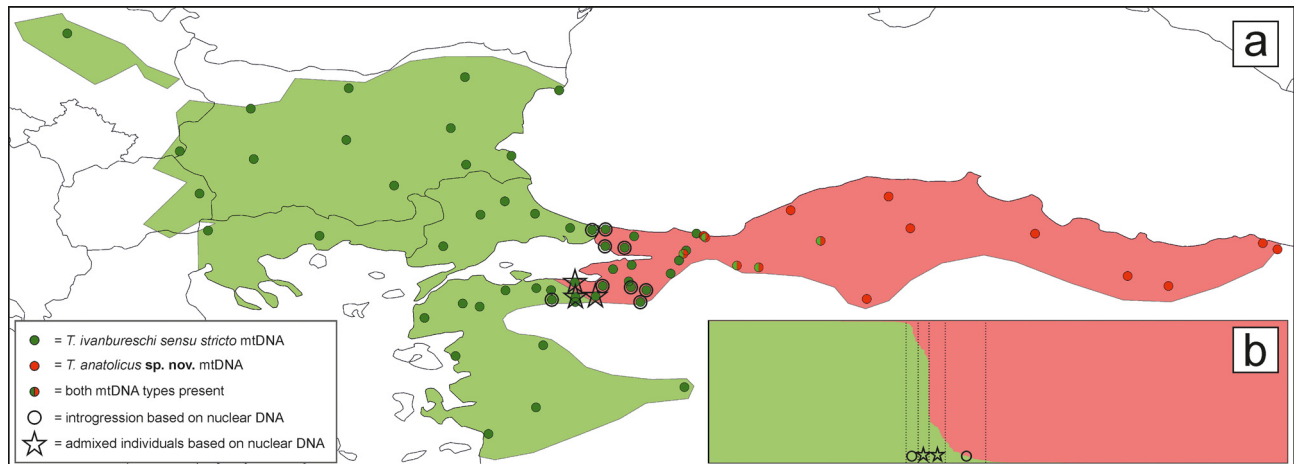 a
= T. ivanbureschi sensu stricto mtDNA
= T. anatolicus sp. nov. mtDNA
= both mtDNA types present
= introgression based on nuclear DNA
= admixed individuals based on nuclear DNA
b